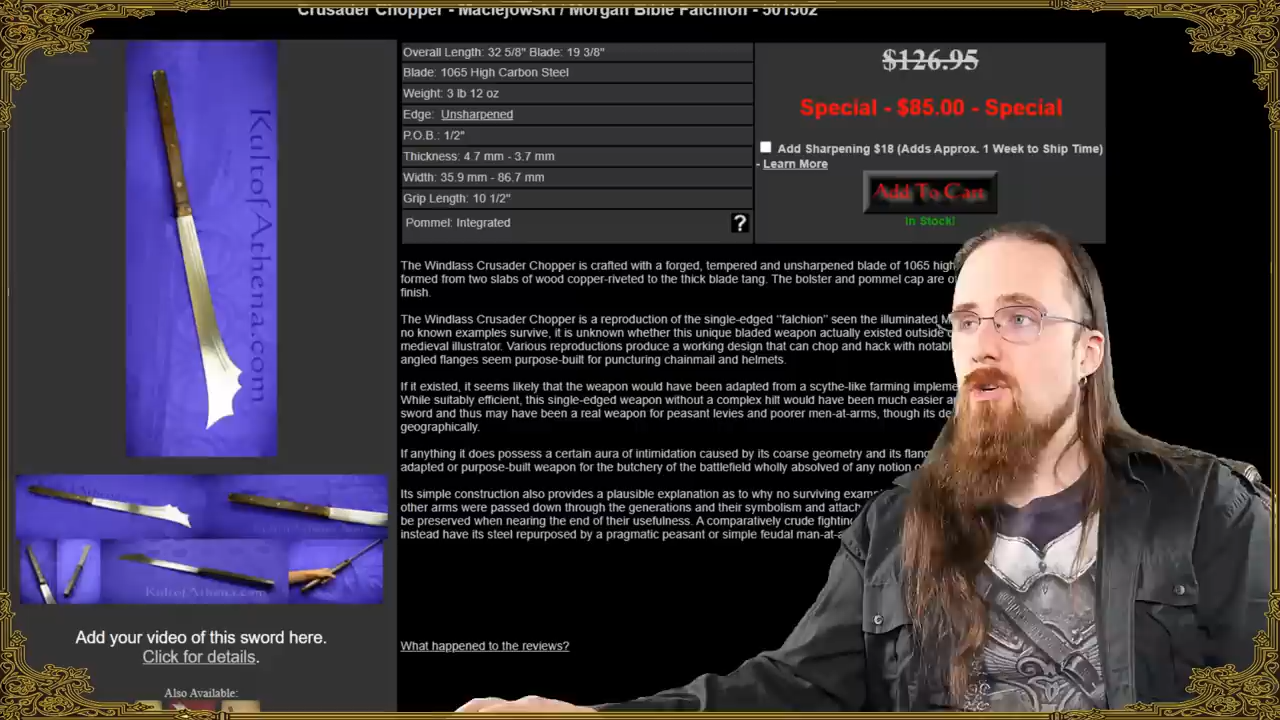 Crusader Chopper - Maciejowski / Morgan Bible Falchion - 501502
KultofAthena.com
Overall Length: 32 5/8" Blade: 19 3/8"
Blade: 1065 High Carbon Steel
Weight: 3 lb 12 oz
Edge: Unsharpened
P.O.B.: 1/2"
Thickness: 4.7 mm - 3.7 mm
Width: 35.9 mm - 86.7 mm
Grip Length: 10 1/2"
Pommel: Integrated
?
$126.95
Special - $85.00 - Special
Add Sharpening $18 (Adds Approx. 1 Week to Ship Time)
- Learn More
Add To Cart
In Stock!
The Windlass Crusader Chopper is crafted with a forged, tempered and unsharpened blade of 1065 high
formed from two slabs of wood copper-riveted to the thick blade tang. The bolster and pommel cap are
finish.
The Windlass Crusader Chopper is a reproduction of the single-edged "falchion" seen the illuminated
no known examples survive, it is unknown whether this unique bladed weapon actually existed outside
medieval illustrator. Various reproductions produce a working design that can chop and hack with
angled flanges seem purpose-built for puncturing chainmail and helmets.
If it existed, it seems likely that the weapon would have been adapted from a scythe-like farming
While suitably efficient, this single-edged weapon without a complex hilt would have been much easier
sword and thus may have been a real weapon for peasant levies and poorer men-at-arms, though its
geographically.
If anything it does possess a certain aura of intimidation caused by its coarse geometry and its
adapted or purpose-built weapon for the butchery of the battlefield wholly absolved of any notion
Its simple construction also provides a plausible explanation as to why no surviving
other arms were passed down through the generations and their symbolism and
be preserved when nearing the end of their usefulness. A comparatively crude
instead have its steel repurposed by a pragmatic peasant or simple feudal
What happened to the reviews?
KultofAthena.com
Add your video of this sword here.
Click for details.
Also Available: